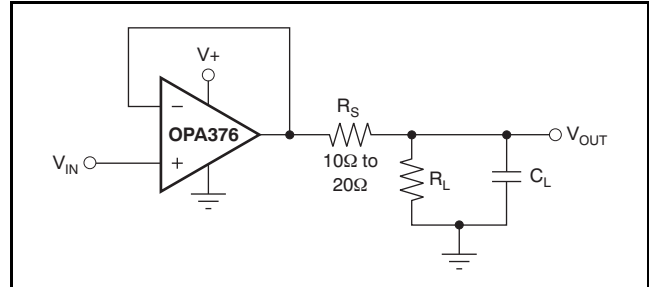 V+
−
OPA376
+
V_IN
R_S
10Ω to
20Ω
R_L
C_L
V_OUT